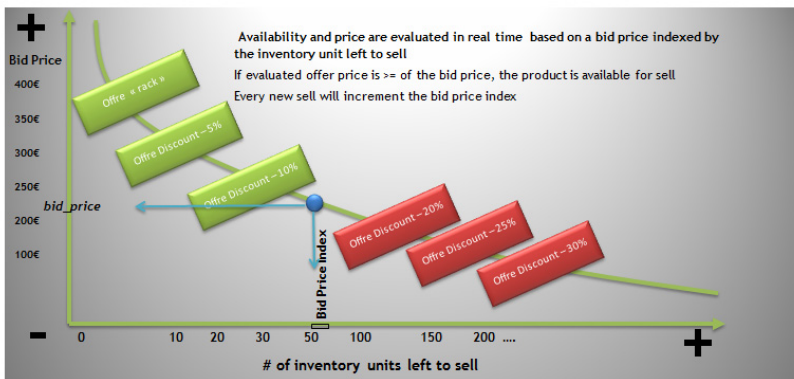 +
Availability and price are evaluated in real time based on a bid price indexed by
the inventory unit left to sell
If evaluated offer price is >= of the bid price, the product is available for sell
Every new sell will increment the bid price index
Bid Price
400€
350€
300€
250€
200€
100€
bid_price
Offre « rack »
Offre Discount –5%
Offre Discount –10%
Offre Discount –20%
Offre Discount –25%
Offre Discount –30%
Bid Price Index
-
0 10 20 30 50 100 150 200 ....
+
# of inventory units left to sell